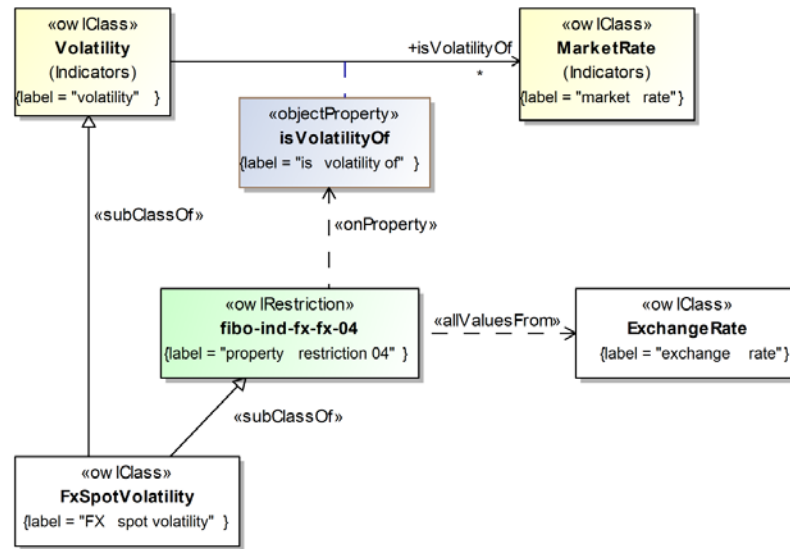 «owlClass»
Volatility
(Indicators)
{label = "volatility" }
+isVolatilityOf
*
«owlClass»
MarketRate
(Indicators)
{label = "market rate"}
«objectProperty»
isVolatilityOf
{label = "is volatility of" }
«subClassOf»
«onProperty»
«owlRestriction»
fibo-ind-fx-fx-04
{label = "property restriction 04" }
«allValuesFrom»
«owlClass»
ExchangeRate
{label = "exchange rate"}
«subClassOf»
«owlClass»
FxSpotVolatility
{label = "FX spot volatility" }